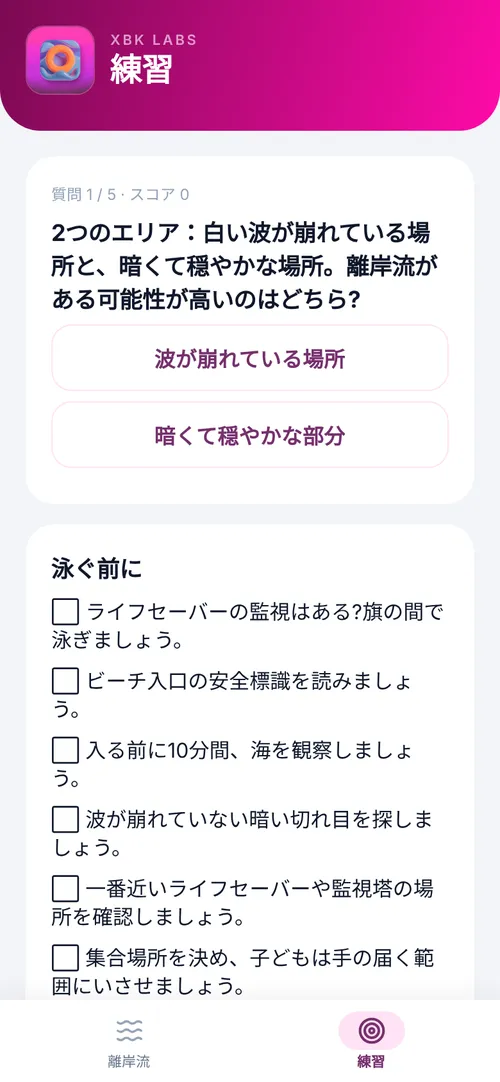 XBK LABS
練習
質問 1 / 5 · スコア 0
2つのエリア：白い波が崩れている場
所と、暗くて穏やかな場所。離岸流が
ある可能性が高いのはどちら?
波が崩れている場所
暗くて穏やかな部分
泳ぐ前に
ライフセーバーの監視はある?旗の間で
泳ぎましょう。
ビーチ入口の安全標識を読みましょ
う。
入る前に10分間、海を観察しましょ
う。
波が崩れていない暗い切れ目を探しま
しょう。
一番近いライフセーバーや監視塔の場
所を確認しましょう。
集合場所を決め、子どもは手の届く範
囲にいさせましょう。
離岸流
練習